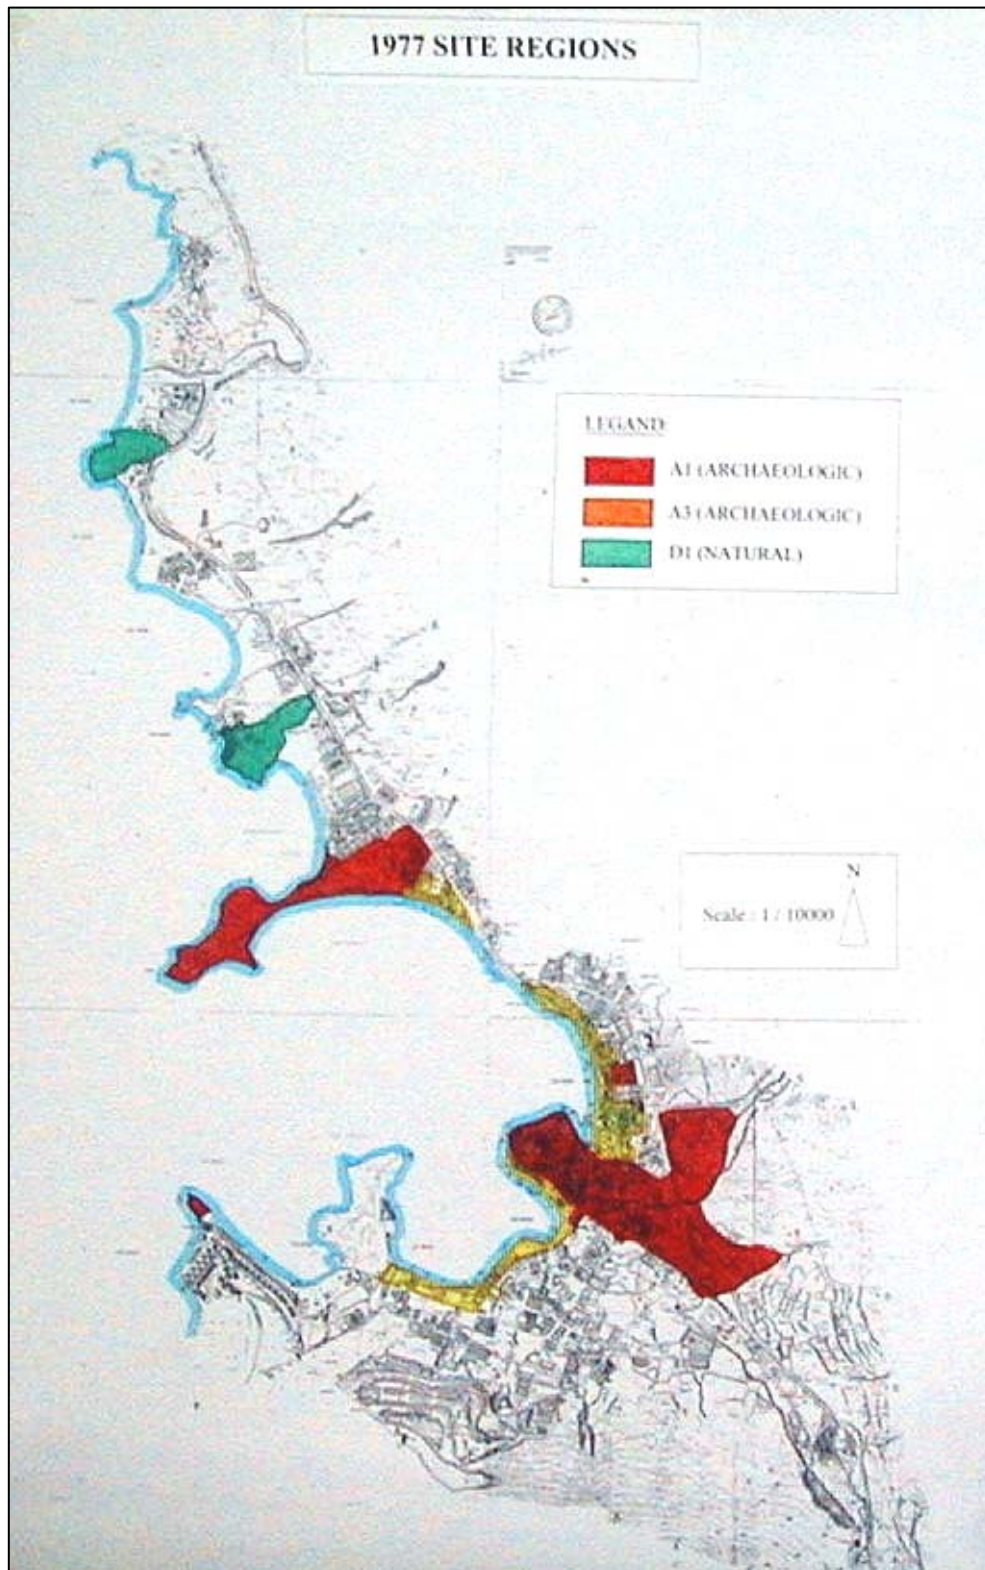 1977 SITE REGIONS
LEGAND:
A1 (ARCHAEOLOGIC)
A3 (ARCHAEOLOGIC)
D1 (NATURAL)
N
Scale : 1 / 10000